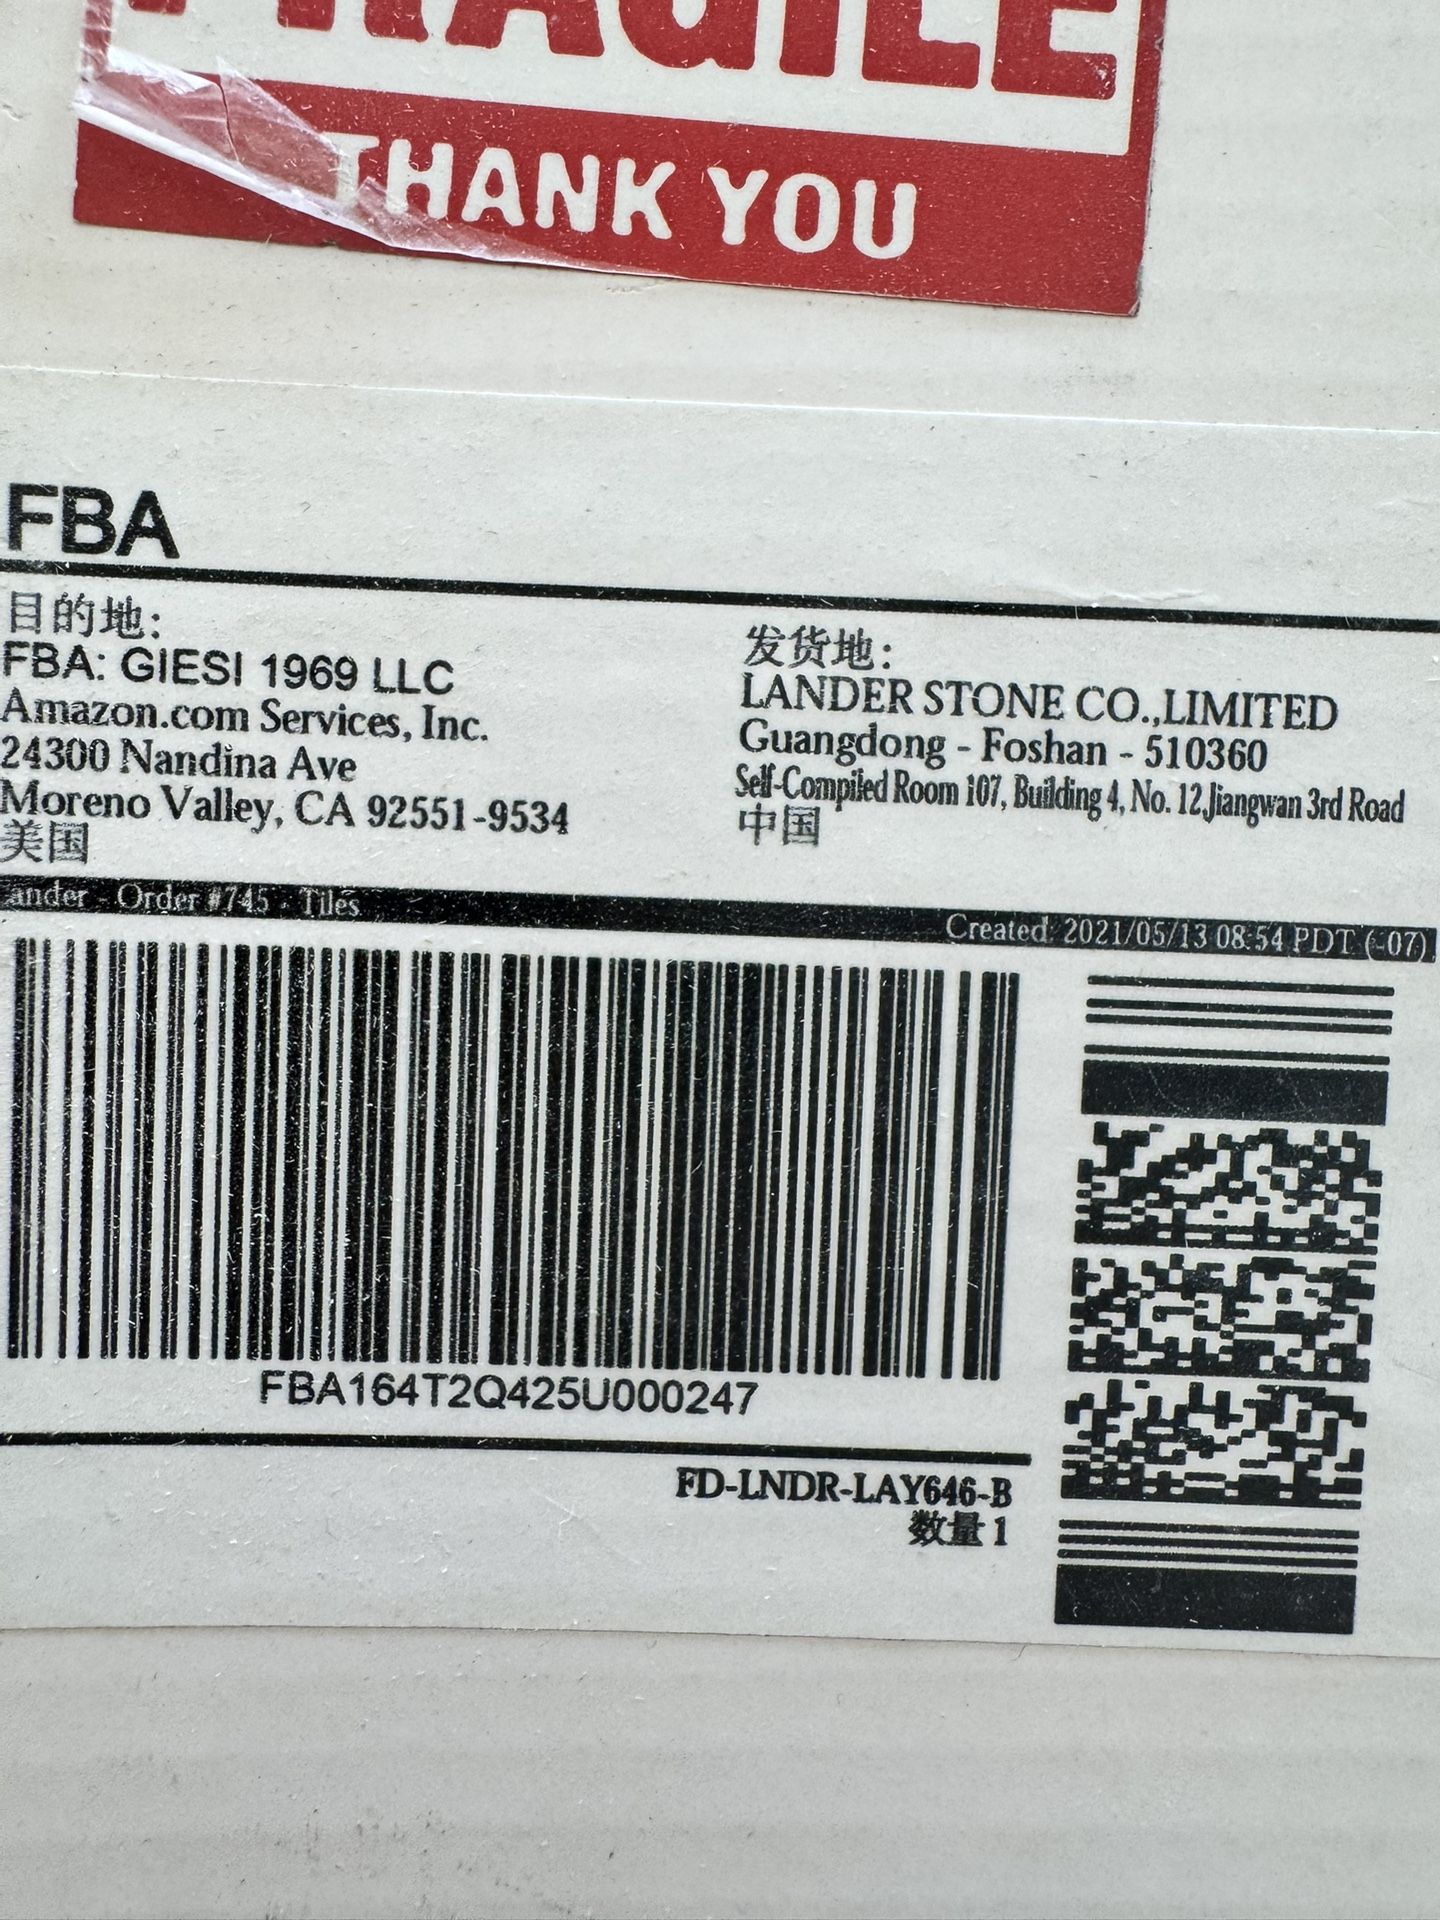 FRAGILE
THANK YOU
FBA
目的地:
FBA: GIESI 1969 LLC
Amazon.com Services, Inc.
24300 Nandina Ave
Moreno Valley, CA 92551-9534
美国
发货地:
LANDER STONE CO.,LIMITED
Guangdong - Foshan - 510360
Self-Compiled Room 107, Building 4, No. 12,Jiangwan 3rd Road
中国
ander - Order #745 - Tiles
Created: 2021/05/13 08:54 PDT (-07)
FBA164T2Q425U000247
FD-LNDR-LAY646-B
数量 1